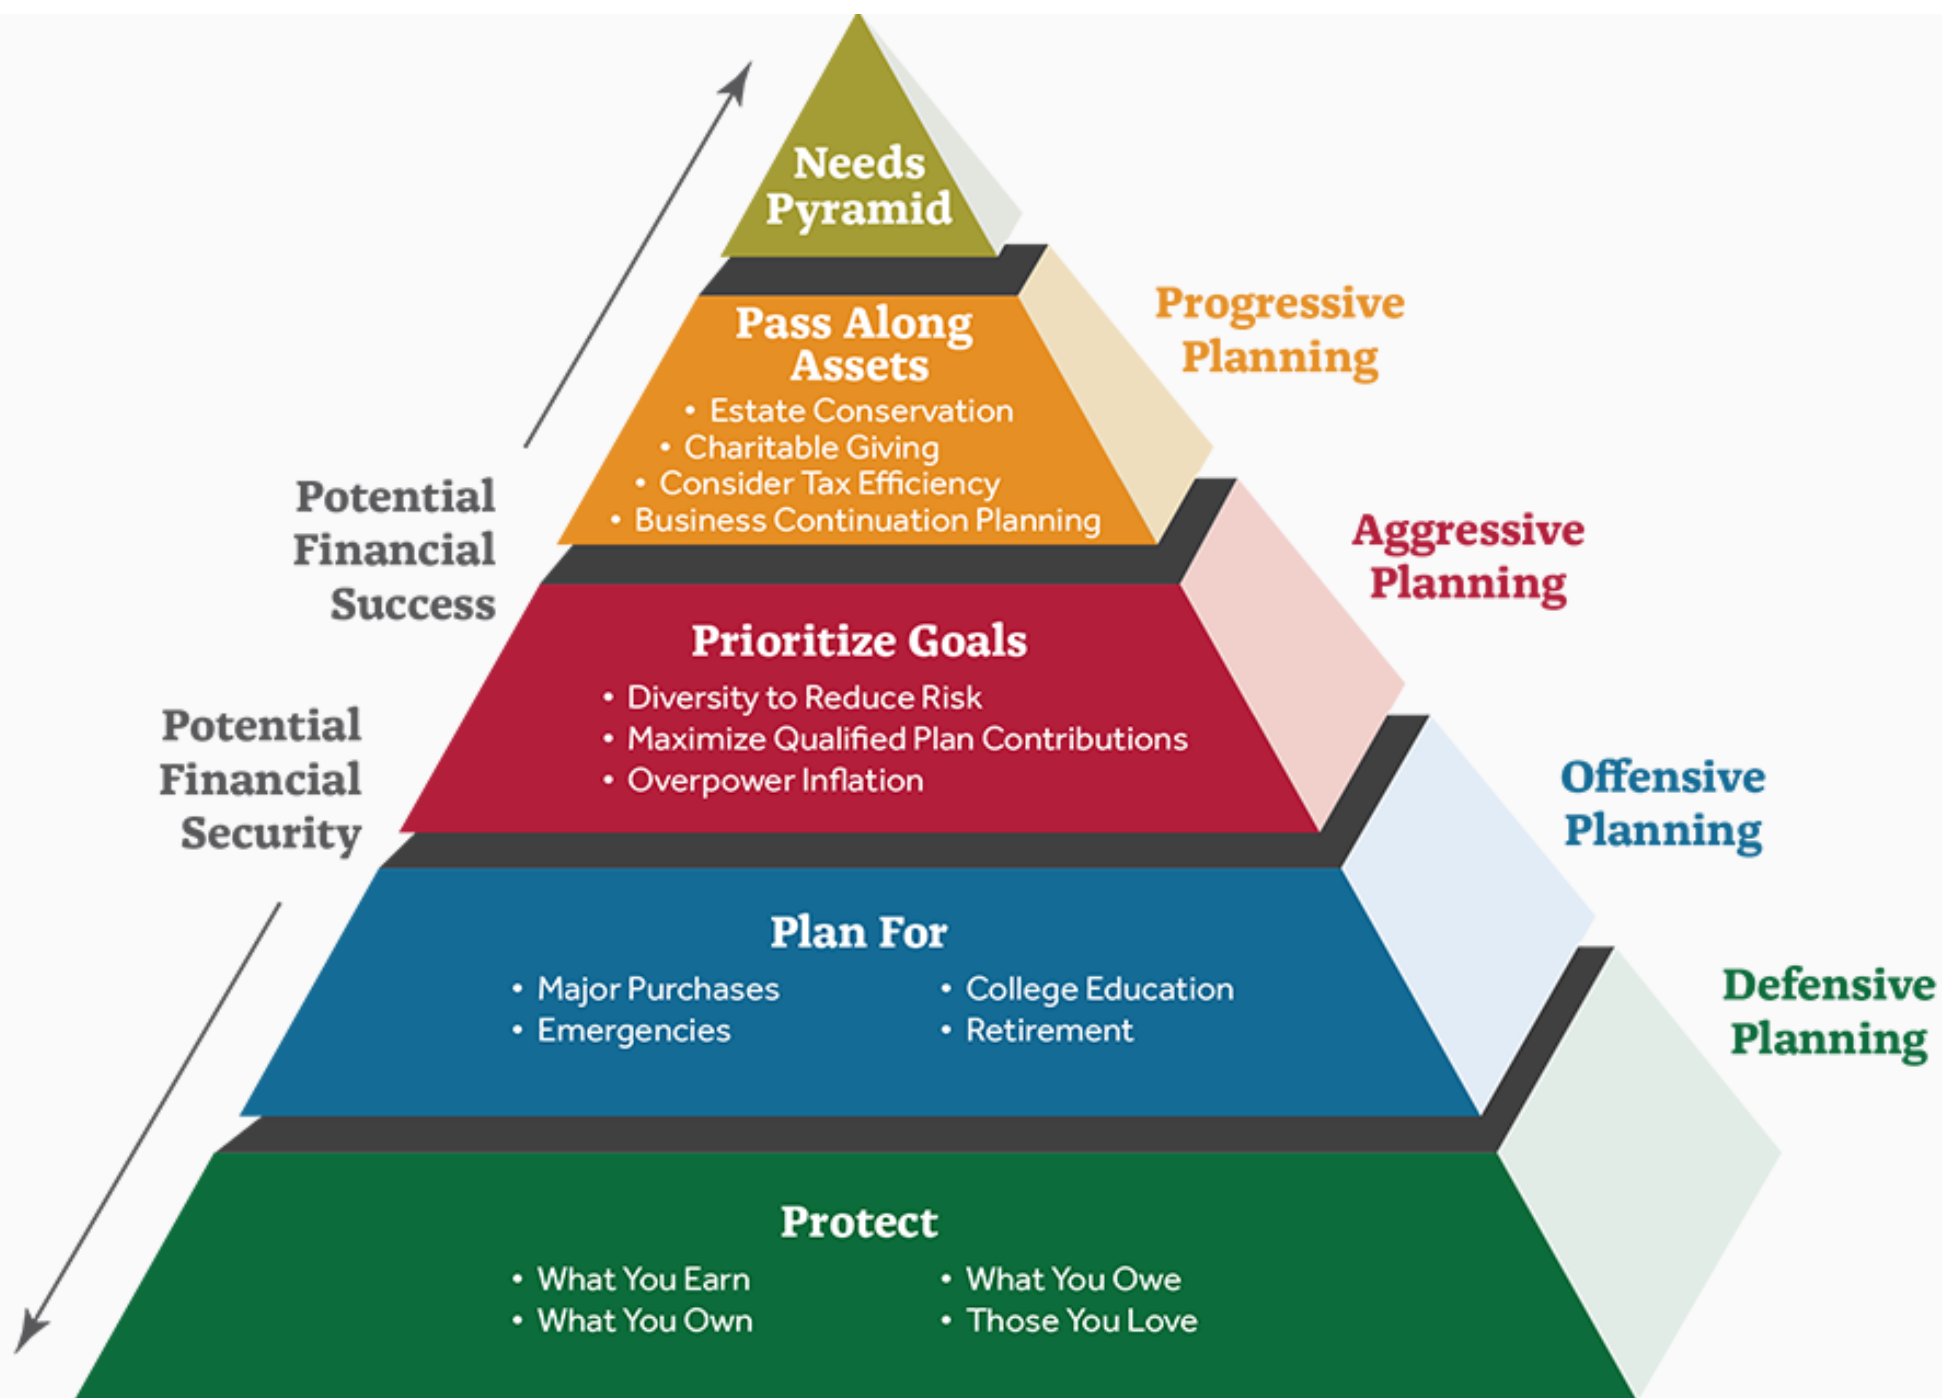 Needs
Pyramid
Pass Along
Assets
• Estate Conservation
• Charitable Giving
• Consider Tax Efficiency
• Business Continuation Planning
Progressive
Planning
Potential
Financial
Success
Prioritize Goals
• Diversity to Reduce Risk
• Maximize Qualified Plan Contributions
• Overpower Inflation
Aggressive
Planning
Potential
Financial
Security
Plan For
• Major Purchases
• Emergencies
• College Education
• Retirement
Offensive
Planning
Protect
• What You Earn
• What You Own
• What You Owe
• Those You Love
Defensive
Planning